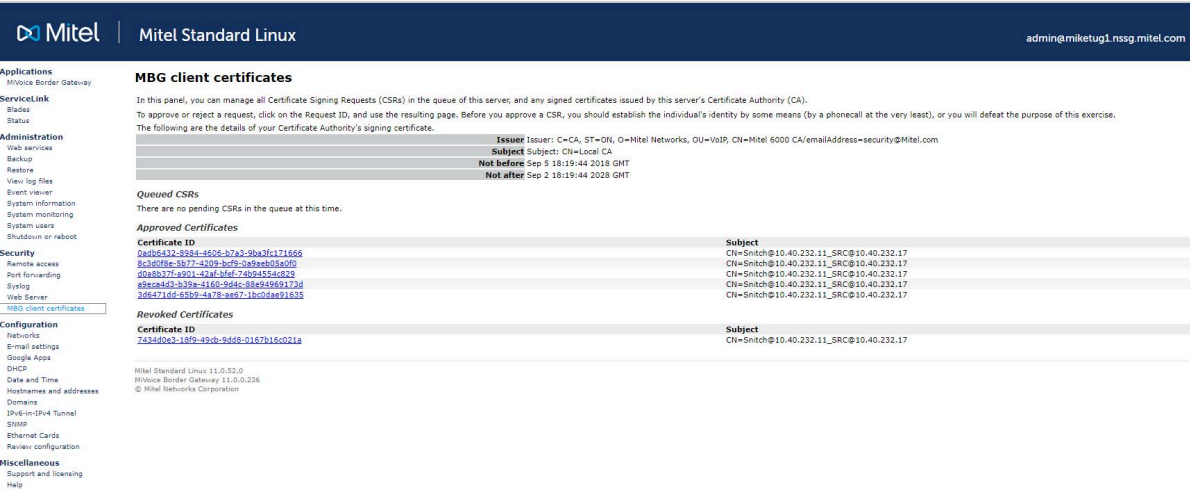 Mitel
Mitel Standard Linux
admin@miketug1.nssg.mitel.com
Applications
MiVoice Border Gateway
ServiceLink
Blades
Status
Administration
Web services
Backup
Restore
View log files
Event viewer
System information
System monitoring
System users
Shutdown or reboot
Security
Remote access
Port forwarding
Syslog
Web Server
MBG client certificates
Configuration
Networks
E-mail settings
Google Apps
DHCP
Date and Time
Hostnames and addresses
Domains
IPv6-in-IPv4 Tunnel
SNMP
Ethernet Cards
Review configuration
Miscellaneous
Support and licensing
Help
MBG client certificates
In this panel, you can manage all Certificate Signing Requests (CSRs) in the queue of this server, and any signed certificates issued by this server's Certificate Authority (CA).
To approve or reject a request, click on the Request ID, and use the resulting page. Before you approve a CSR, you should establish the individual's identity by some means (by a phonecall at the very least), or you will defeat the purpose of this exercise.
The following are the details of your Certificate Authority's signing certificate.
Issuer Issuer: C=CA, ST=ON, O=Mitel Networks, OU=VoIP, CN=Mitel 6000 CA/emailAddress=security@Mitel.com
Subject Subject: CN=Local CA
Not before Sep 5 18:19:44 2018 GMT
Not after Sep 2 18:19:44 2028 GMT
Queued CSRs
There are no pending CSRs in the queue at this time.
Approved Certificates
Certificate ID Subject
0adb6432-8984-4606-b7a3-9ba3fc171666 CN=Snitch@10.40.232.11_SRC@10.40.232.17
8c3d0f8e-5b77-4209-bcf9-0a9aeb05a0f0 CN=Snitch@10.40.232.11_SRC@10.40.232.17
d0a8b37f-a901-42af-bfef-74b94554c829 CN=Snitch@10.40.232.11_SRC@10.40.232.17
a9eca4d3-b39a-4160-9d4c-88e94969173d CN=Snitch@10.40.232.11_SRC@10.40.232.17
3d6471dd-65b9-4a78-ae67-1bc0dae91635 CN=Snitch@10.40.232.11_SRC@10.40.232.17
Revoked Certificates
Certificate ID Subject
7434d0e3-18f9-49cb-9dd8-0167b16c021a CN=Snitch@10.40.232.11_SRC@10.40.232.17
Mitel Standard Linux 11.0.52.0
MiVoice Border Gateway 11.0.0.236
© Mitel Networks Corporation